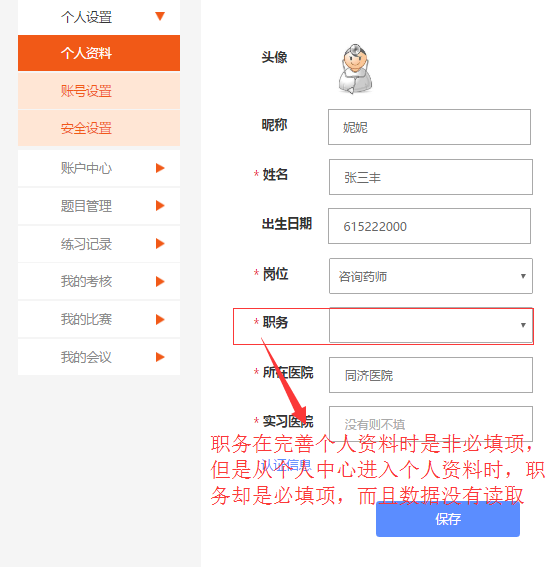 个人设置
个人资料
账号设置
安全设置
账户中心
题目管理
练习记录
我的考核
我的比赛
我的会议
头像
昵称 妮妮
* 姓名 张三丰
出生日期 615222000
* 岗位 咨询药师
* 职务
* 所在医院 同济医院
* 实习医院 没有则不填
职务在完善个人资料时是非必填项，
但是从个人中心进入个人资料时，职
务却是必填项，而且数据没有读取
认证信息
保存